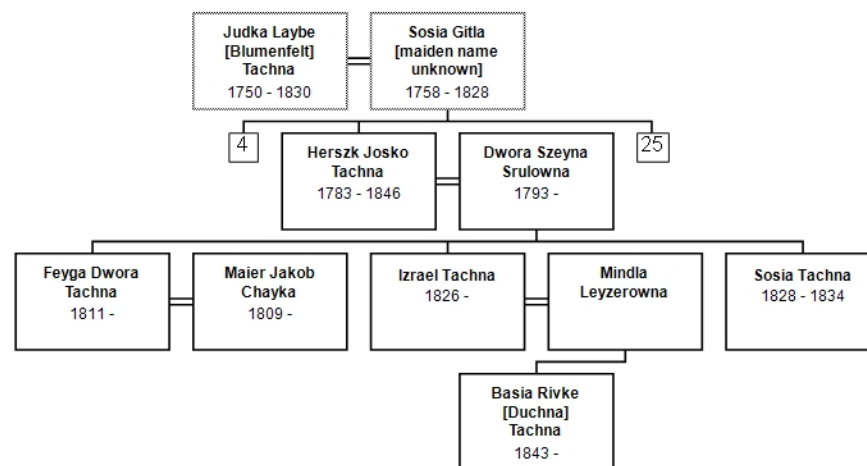 Judka Laybe
[Blumenfelt]
Tachna
1750 - 1830
Sosia Gitla
[maiden name
unknown]
1758 - 1828
4
Herszk Josko
Tachna
1783 - 1846
Dwora Szeyna
Srulowna
1793 -
25
Feyga Dwora
Tachna
1811 -
Maier Jakob
Chayka
1809 -
Izrael Tachna
1826 -
Mindla
Leyzerowna
Sosia Tachna
1828 - 1834
Basia Rivke
[Duchna]
Tachna
1843 -